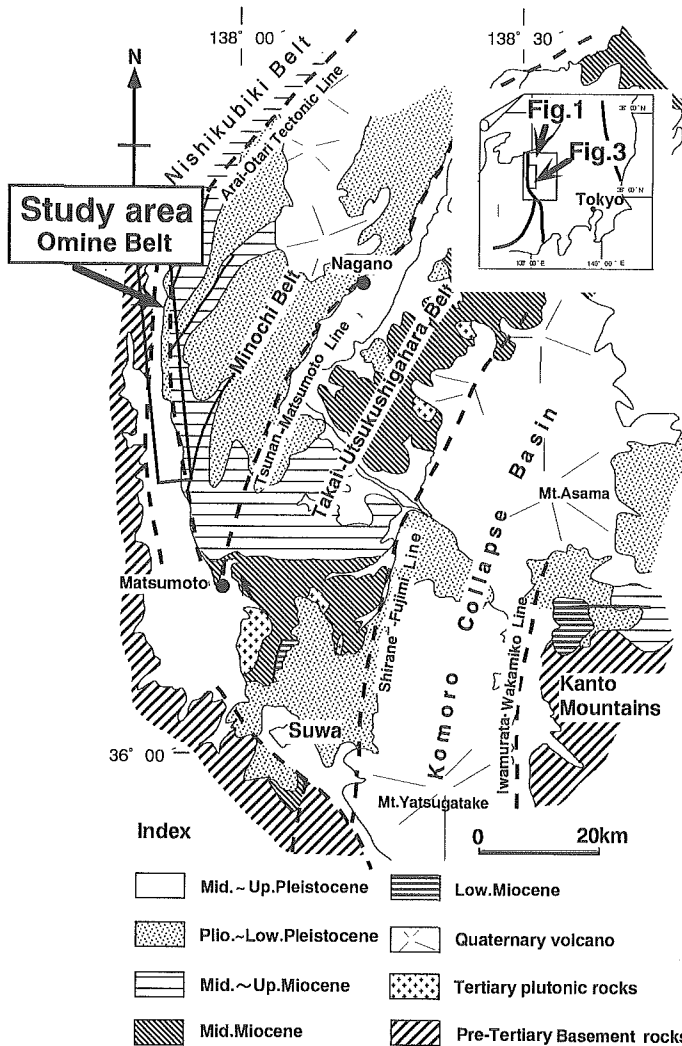 138° 00'
138° 30'
N
Nishikubiki Belt
Arai-Otari Tectonic Line
Fig.1
Fig.3
Tokyo
140° 00' E
Study area
Omine Belt
Nagano
Minochi Belt
Tsunan-Matsumoto Line
Takai-Utsukushigahara Belt
Komoro Collapse Basin
Mt.Asama
Matsumoto
Shirane-Fujimi Line
Iwamurata-Wakamiko Line
Kanto
Mountains
Suwa
36° 00'
Mt.Yatsugatake
Index
0 20km
Mid.~Up.Pleistocene
Low.Miocene
Plio.~Low.Pleistocene
Quaternary volcano
Mid.~Up.Miocene
Tertiary plutonic rocks
Mid.Miocene
Pre-Tertiary Basement rocks